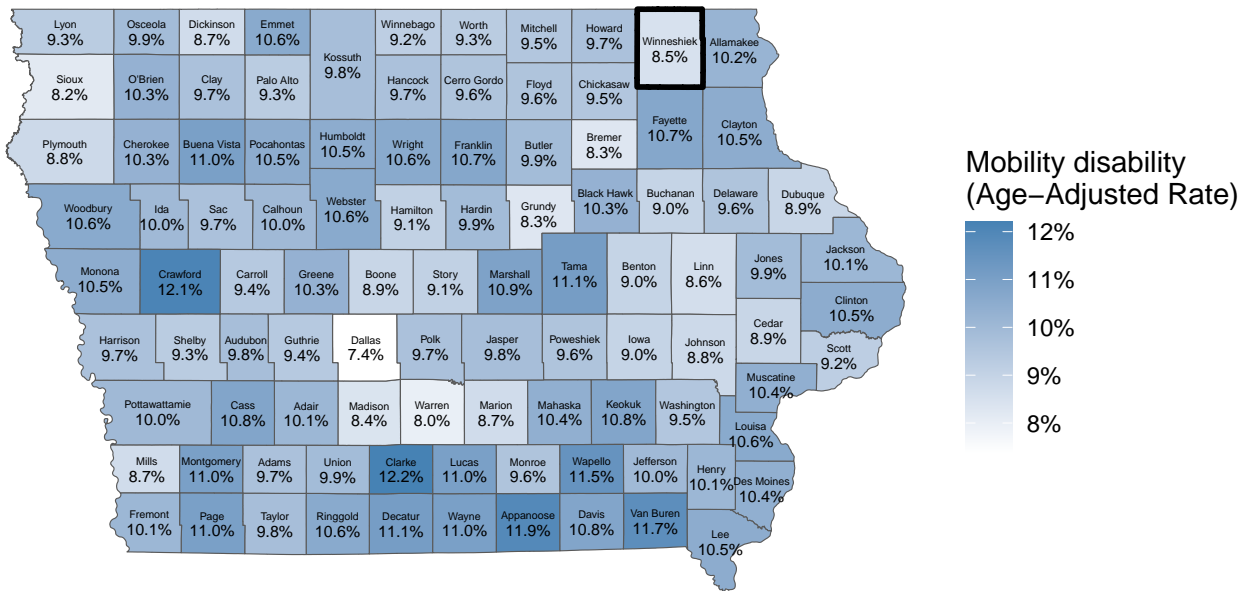 Lyon
9.3%
Osceola
9.9%
Dickinson
8.7%
Emmet
10.6%
Kossuth
9.8%
Winnebago
9.2%
Worth
9.3%
Mitchell
9.5%
Howard
9.7%
Winneshiek
8.5%
Allamakee
10.2%
Sioux
8.2%
O'Brien
10.3%
Clay
9.7%
Palo Alto
9.3%
Hancock
9.7%
Cerro Gordo
9.6%
Floyd
9.6%
Chickasaw
9.5%
Plymouth
8.8%
Cherokee
10.3%
Buena Vista
11.0%
Pocahontas
10.5%
Humboldt
10.5%
Wright
10.6%
Franklin
10.7%
Butler
9.9%
Bremer
8.3%
Fayette
10.7%
Clayton
10.5%
Woodbury
10.6%
Ida
10.0%
Sac
9.7%
Calhoun
10.0%
Webster
10.6%
Hamilton
9.1%
Hardin
9.9%
Grundy
8.3%
Black Hawk
10.3%
Buchanan
9.0%
Delaware
9.6%
Dubuque
8.9%
Monona
10.5%
Crawford
12.1%
Carroll
9.4%
Greene
10.3%
Boone
8.9%
Story
9.1%
Marshall
10.9%
Tama
11.1%
Benton
9.0%
Linn
8.6%
Jones
9.9%
Jackson
10.1%
Clinton
10.5%
Harrison
9.7%
Shelby
9.3%
Audubon
9.8%
Guthrie
9.4%
Dallas
7.4%
Polk
9.7%
Jasper
9.8%
Poweshiek
9.6%
Iowa
9.0%
Johnson
8.8%
Cedar
8.9%
Scott
9.2%
Muscatine
10.4%
Pottawattamie
10.0%
Cass
10.8%
Adair
10.1%
Madison
8.4%
Warren
8.0%
Marion
8.7%
Mahaska
10.4%
Keokuk
10.8%
Washington
9.5%
Louisa
10.6%
Mills
8.7%
Montgomery
11.0%
Adams
9.7%
Union
9.9%
Clarke
12.2%
Lucas
11.0%
Monroe
9.6%
Wapello
11.5%
Jefferson
10.0%
Henry
10.1%
Des Moines
10.4%
Fremont
10.1%
Page
11.0%
Taylor
9.8%
Ringgold
10.6%
Decatur
11.1%
Wayne
11.0%
Appanoose
11.9%
Davis
10.8%
Van Buren
11.7%
Lee
10.5%
Mobility disability
(Age−Adjusted Rate)
12%
11%
10%
9%
8%